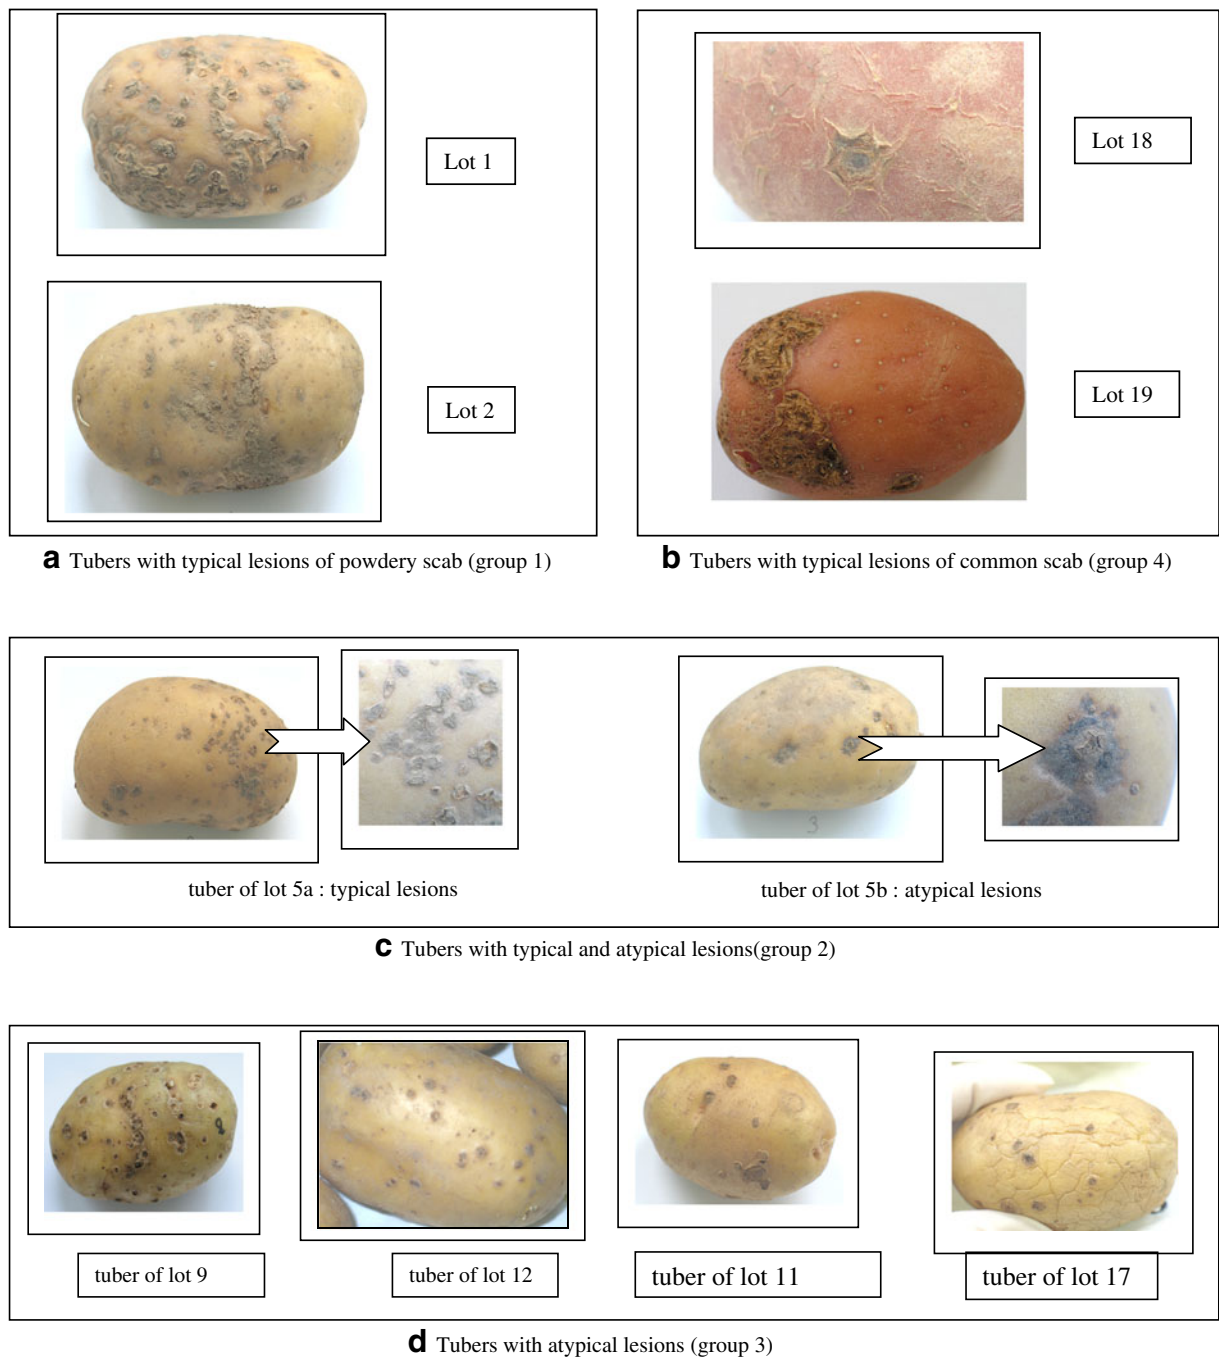 Lot 1
Lot 2
a Tubers with typical lesions of powdery scab (group 1)
Lot 18
Lot 19
b Tubers with typical lesions of common scab (group 4)
3
tuber of lot 5a : typical lesions
tuber of lot 5b : atypical lesions
c Tubers with typical and atypical lesions(group 2)
tuber of lot 9
tuber of lot 12
tuber of lot 11
tuber of lot 17
d Tubers with atypical lesions (group 3)